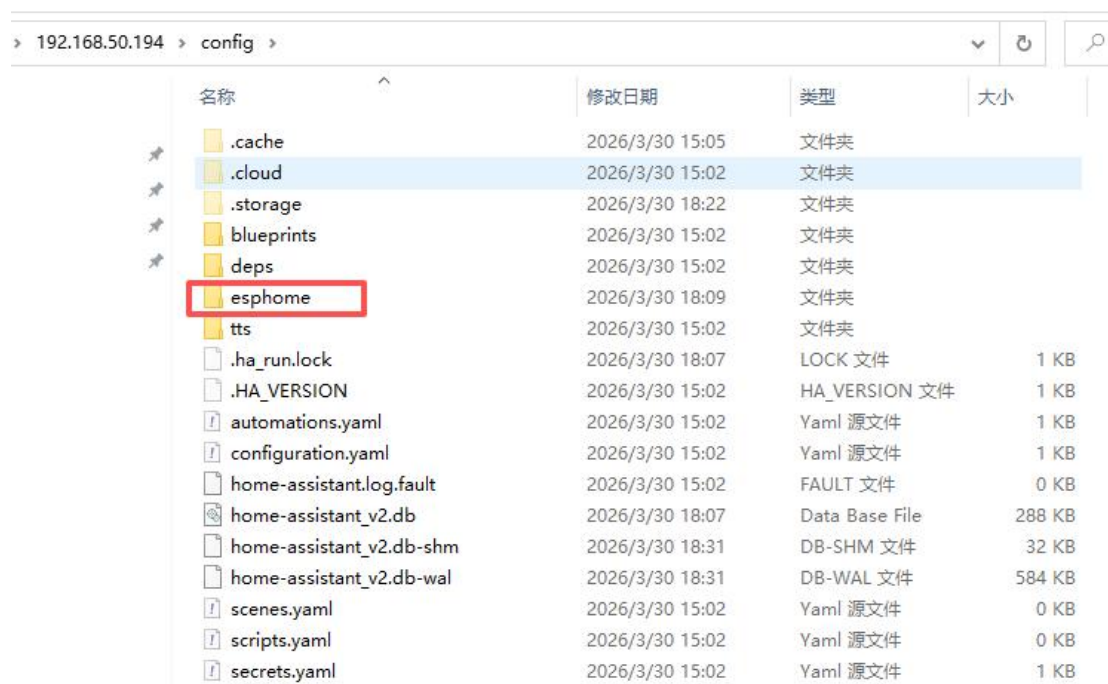 192.168.50.194 > config >
名称 修改日期 类型 大小
.cache 2026/3/30 15:05 文件夹
.cloud 2026/3/30 15:02 文件夹
.storage 2026/3/30 18:22 文件夹
blueprints 2026/3/30 15:02 文件夹
deps 2026/3/30 15:02 文件夹
esphome 2026/3/30 18:09 文件夹
tts 2026/3/30 15:02 文件夹
.ha_run.lock 2026/3/30 18:07 LOCK 文件 1 KB
.HA_VERSION 2026/3/30 15:02 HA_VERSION 文件 1 KB
automations.yaml 2026/3/30 15:02 Yaml 源文件 1 KB
configuration.yaml 2026/3/30 15:02 Yaml 源文件 1 KB
home-assistant.log.fault 2026/3/30 15:02 FAULT 文件 0 KB
home-assistant_v2.db 2026/3/30 18:07 Data Base File 288 KB
home-assistant_v2.db-shm 2026/3/30 18:31 DB-SHM 文件 32 KB
home-assistant_v2.db-wal 2026/3/30 18:31 DB-WAL 文件 584 KB
scenes.yaml 2026/3/30 15:02 Yaml 源文件 0 KB
scripts.yaml 2026/3/30 15:02 Yaml 源文件 0 KB
secrets.yaml 2026/3/30 15:02 Yaml 源文件 1 KB